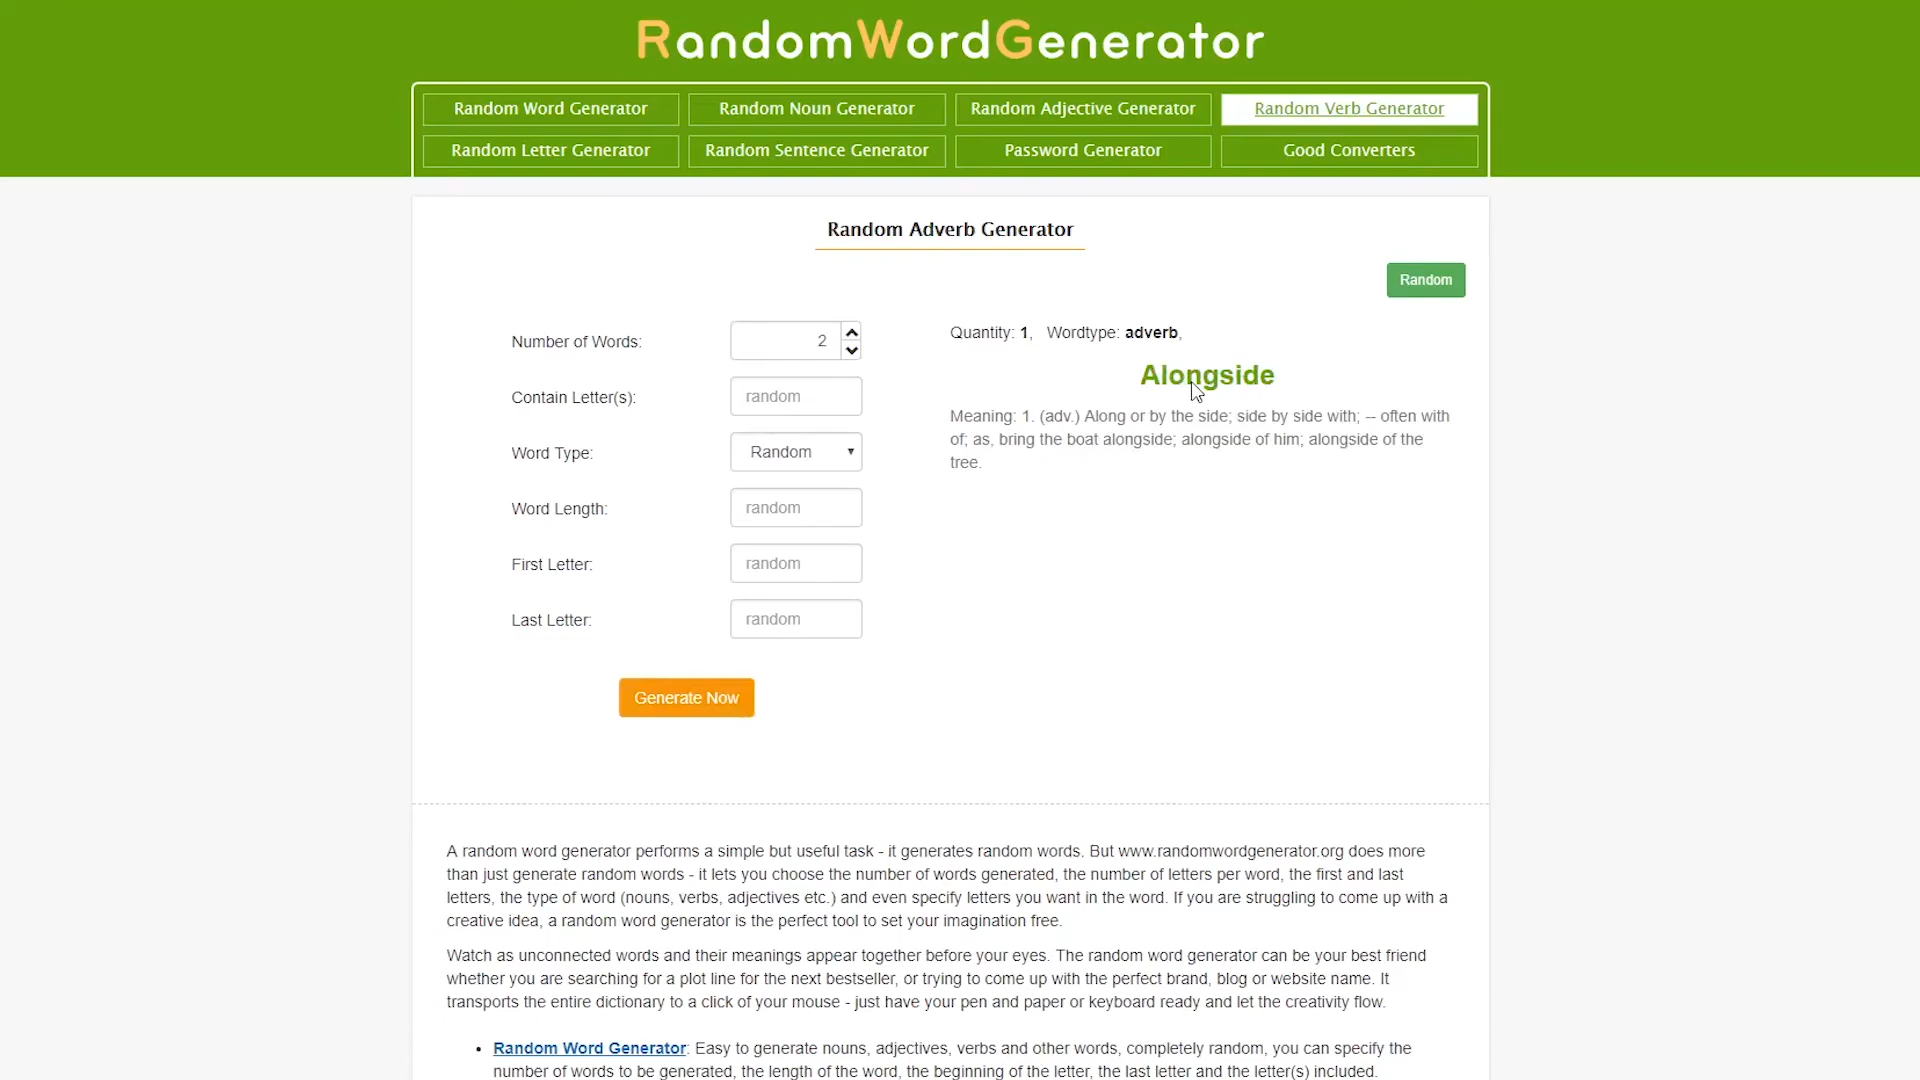 RandomWordGenerator
Random Word Generator
Random Noun Generator
Random Adjective Generator
Random Verb Generator
Random Letter Generator
Random Sentence Generator
Password Generator
Good Converters
Random Adverb Generator
Random
Number of Words: 2
Contain Letter(s): random
Word Type: Random
Word Length: random
First Letter: random
Last Letter: random
Generate Now
Quantity: 1, Wordtype: adverb,
Alongside
Meaning: 1. (adv.) Along or by the side; side by side with; -- often with
of; as, bring the boat alongside; alongside of him; alongside of the
tree.
A random word generator performs a simple but useful task - it generates random words. But www.randomwordgenerator.org does more
than just generate random words - it lets you choose the number of words generated, the number of letters per word, the first and last
letters, the type of word (nouns, verbs, adjectives etc.) and even specify letters you want in the word. If you are struggling to come up with a
creative idea, a random word generator is the perfect tool to set your imagination free.
Watch as unconnected words and their meanings appear together before your eyes. The random word generator can be your best friend
whether you are searching for a plot line for the next bestseller, or trying to come up with the perfect brand, blog or website name. It
transports the entire dictionary to a click of your mouse - just have your pen and paper or keyboard ready and let the creativity flow.
• Random Word Generator: Easy to generate nouns, adjectives, verbs and other words, completely random, you can specify the
number of words to be generated, the length of the word, the beginning of the letter, the last letter and the letter(s) included.